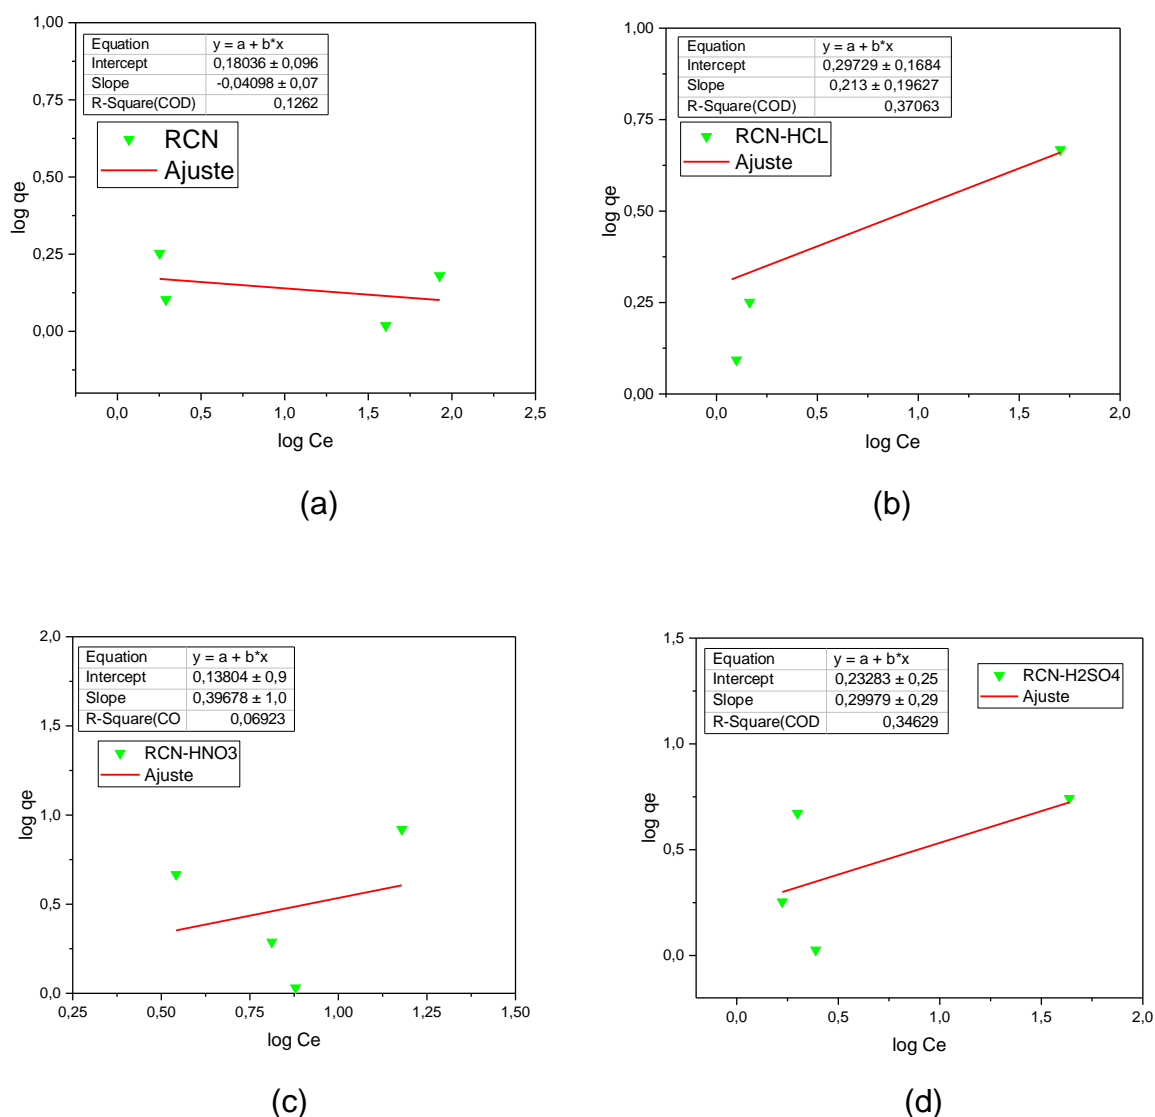 Equation y = a + b*x
Intercept 0,18036 ± 0,096
Slope -0,04098 ± 0,07
R-Square(COD) 0,1262
RCN
Ajuste
1,00
0,75
0,50
0,25
0,00
log qe
0,0 0,5 1,0 1,5 2,0 2,5
log Ce
(a)
Equation y = a + b*x
Intercept 0,29729 ± 0,1684
Slope 0,213 ± 0,19627
R-Square(COD) 0,37063
RCN-HCL
Ajuste
1,00
0,75
0,50
0,25
0,00
log qe
0,0 0,5 1,0 1,5 2,0
log Ce
(b)
Equation y = a + b*x
Intercept 0,13804 ± 0,9
Slope 0,39678 ± 1,0
R-Square(CO 0,06923
RCN-HNO3
Ajuste
2,0
1,5
1,0
0,5
0,0
log qe
0,25 0,50 0,75 1,00 1,25 1,50
log Ce
(c)
Equation y = a + b*x
Intercept 0,23283 ± 0,25
Slope 0,29979 ± 0,29
R-Square(COD 0,34629
RCN-H2SO4
Ajuste
1,5
1,0
0,5
0,0
log qe
0,0 0,5 1,0 1,5 2,0
log Ce
(d)